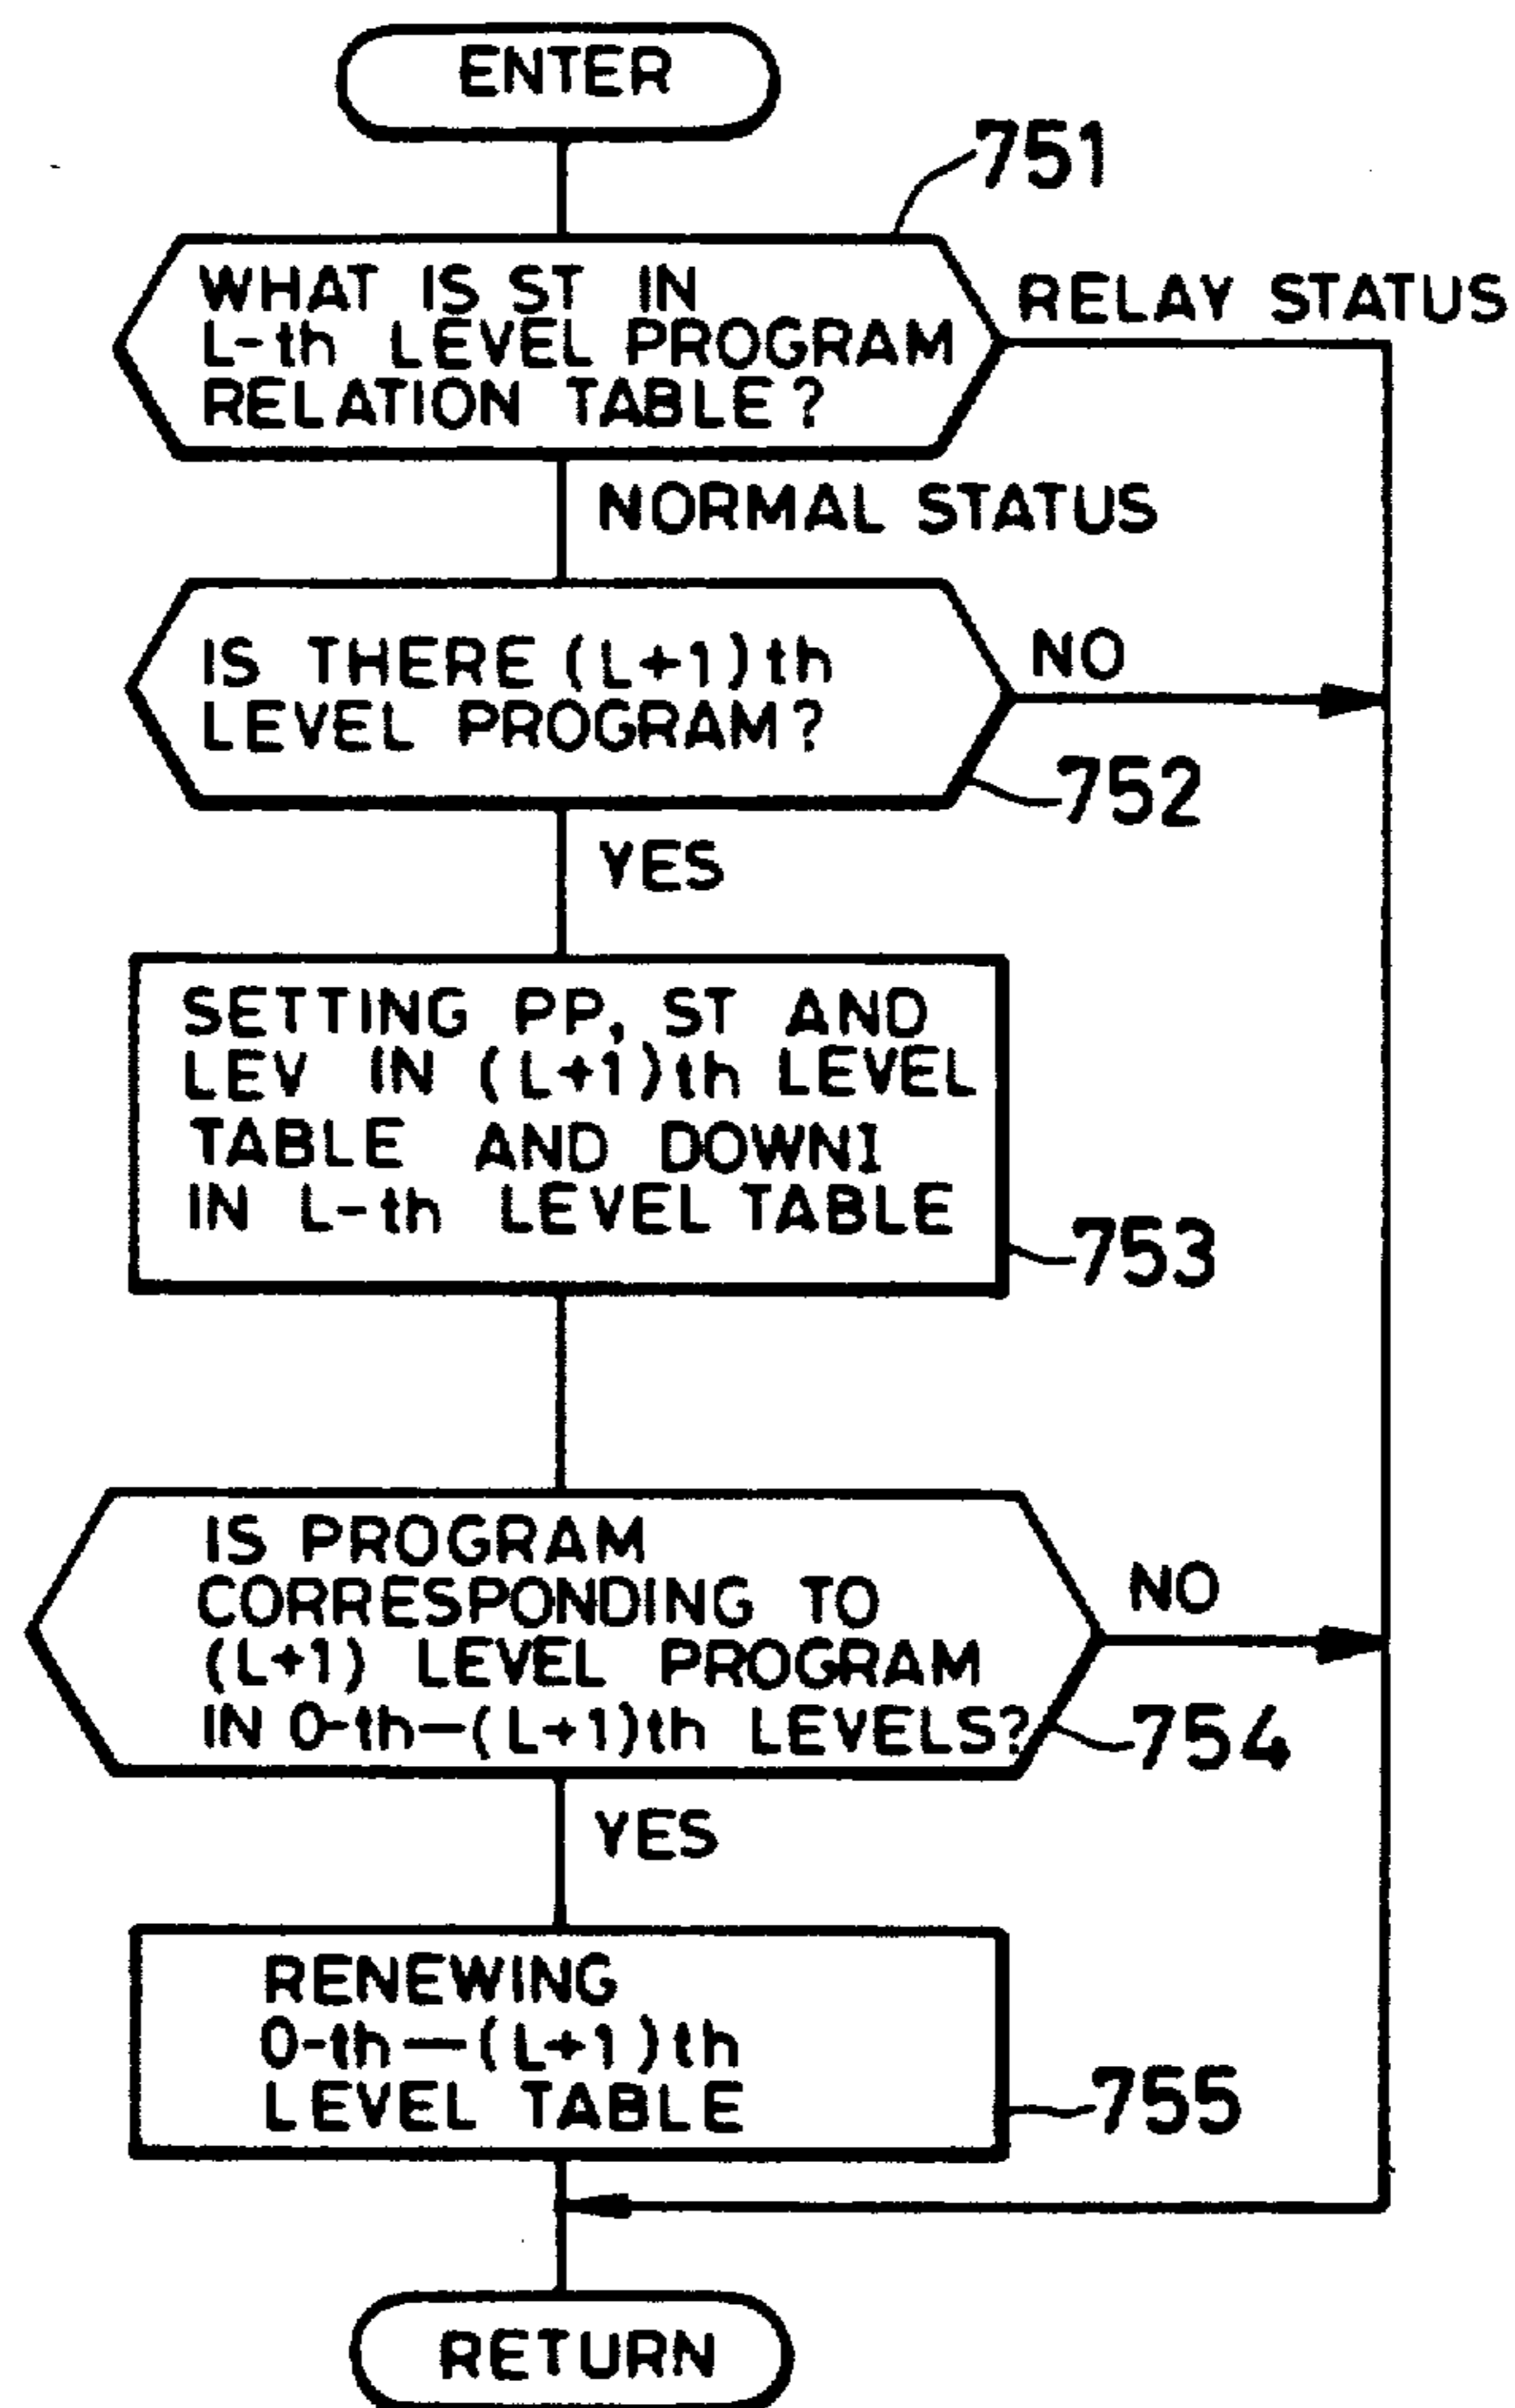 ENTER
751
WHAT IS ST IN
L-th LEVEL PROGRAM
RELATION TABLE?
RELAY STATUS
NORMAL STATUS
IS THERE (L+1)th
LEVEL PROGRAM?
NO
752
YES
SETTING PP, ST AND
LEV IN (L+1)th LEVEL
TABLE AND DOWNI
IN L-th LEVEL TABLE
753
IS PROGRAM
CORRESPONDING TO
(L+1) LEVEL PROGRAM
IN 0-th—(L+1)th LEVELS?
NO
754
YES
RENEWING
0-th—(L+1)th
LEVEL TABLE
755
RETURN